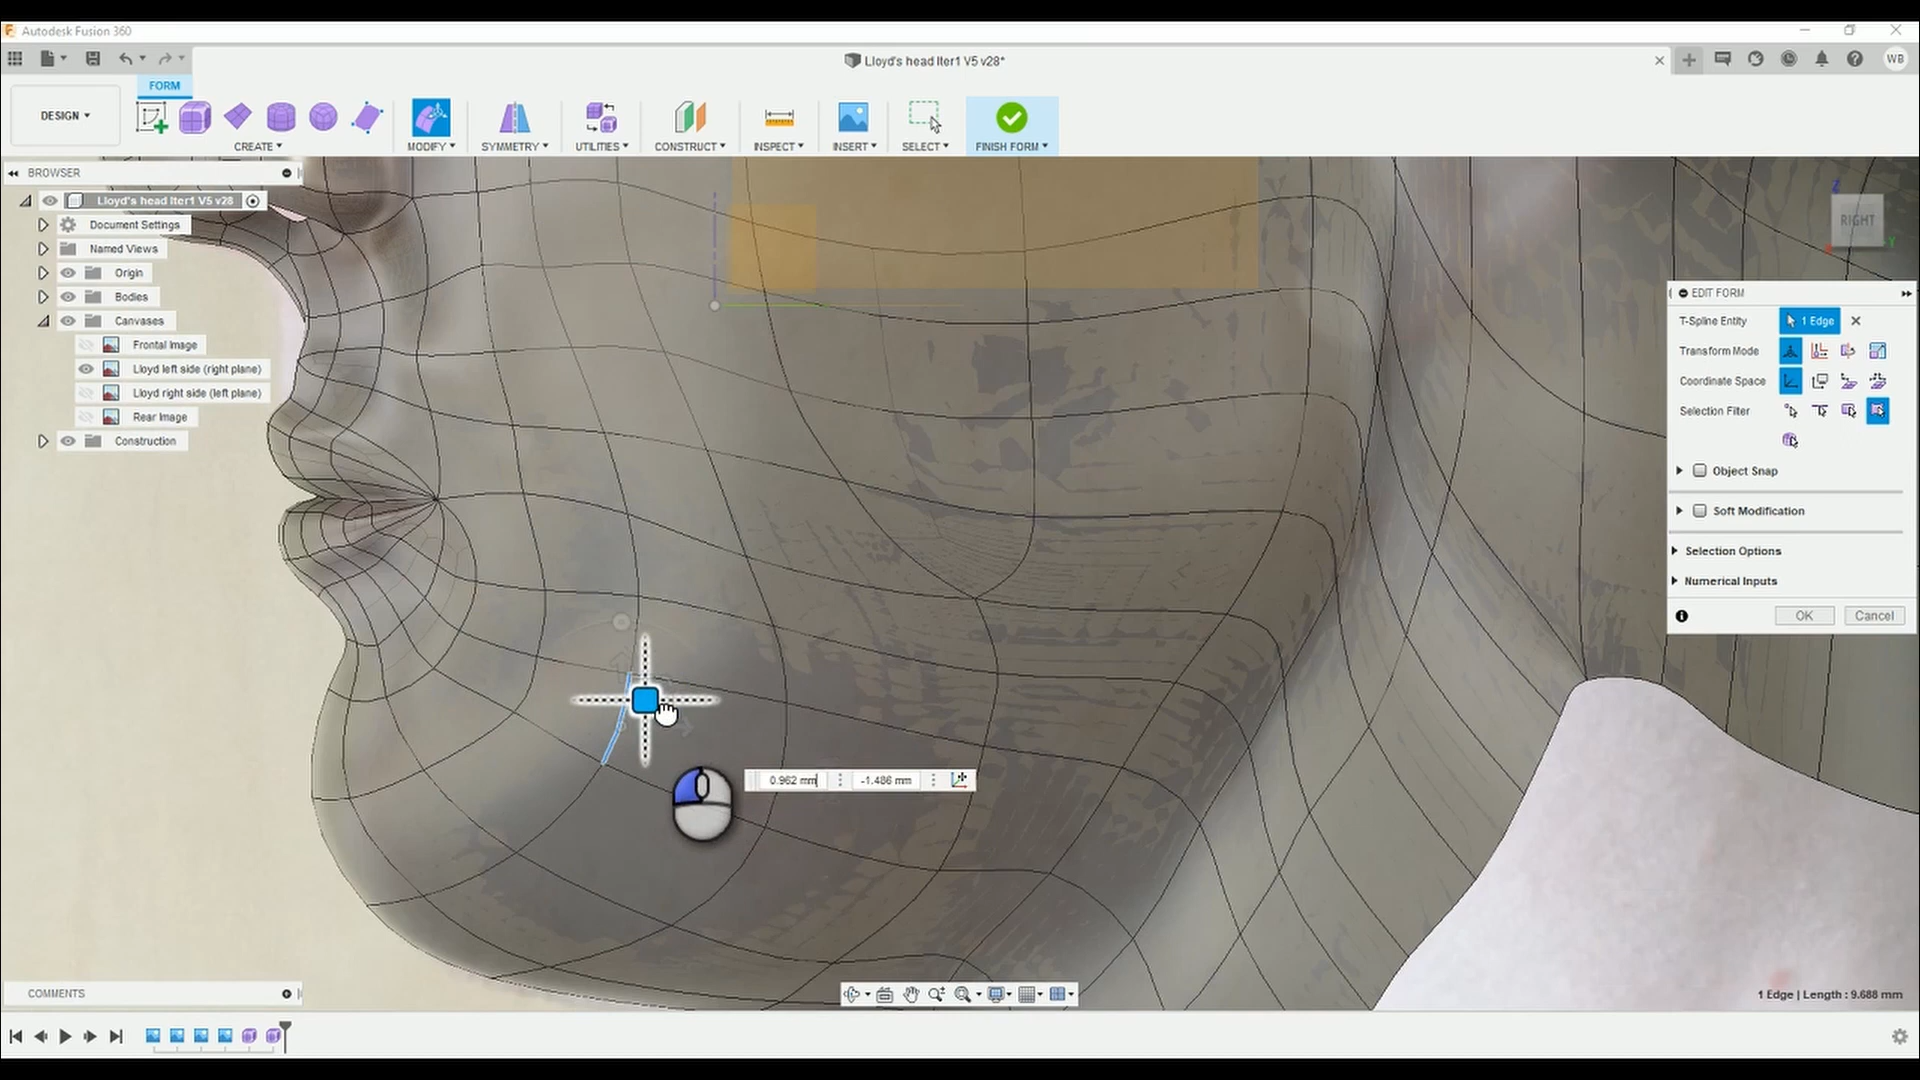 Autodesk Fusion 360
Lloyd's head Iter1 V5 v28*
WB
FORM
DESIGN
CREATE
MODIFY
SYMMETRY
UTILITIES
CONSTRUCT
INSPECT
INSERT
SELECT
FINISH FORM
BROWSER
Lloyd's head Iter1 V5 v28
Document Settings
Named Views
Origin
Bodies
Canvases
Frontal Image
Lloyd left side (right plane)
Lloyd right side (left plane)
Rear Image
Construction
Z
RIGHT
Y
EDIT FORM
T-Spline Entity
1 Edge
Transform Mode
Coordinate Space
Selection Filter
Object Snap
Soft Modification
Selection Options
Numerical Inputs
OK
Cancel
0.962 mm
-1.486 mm
COMMENTS
1 Edge | Length : 9.688 mm